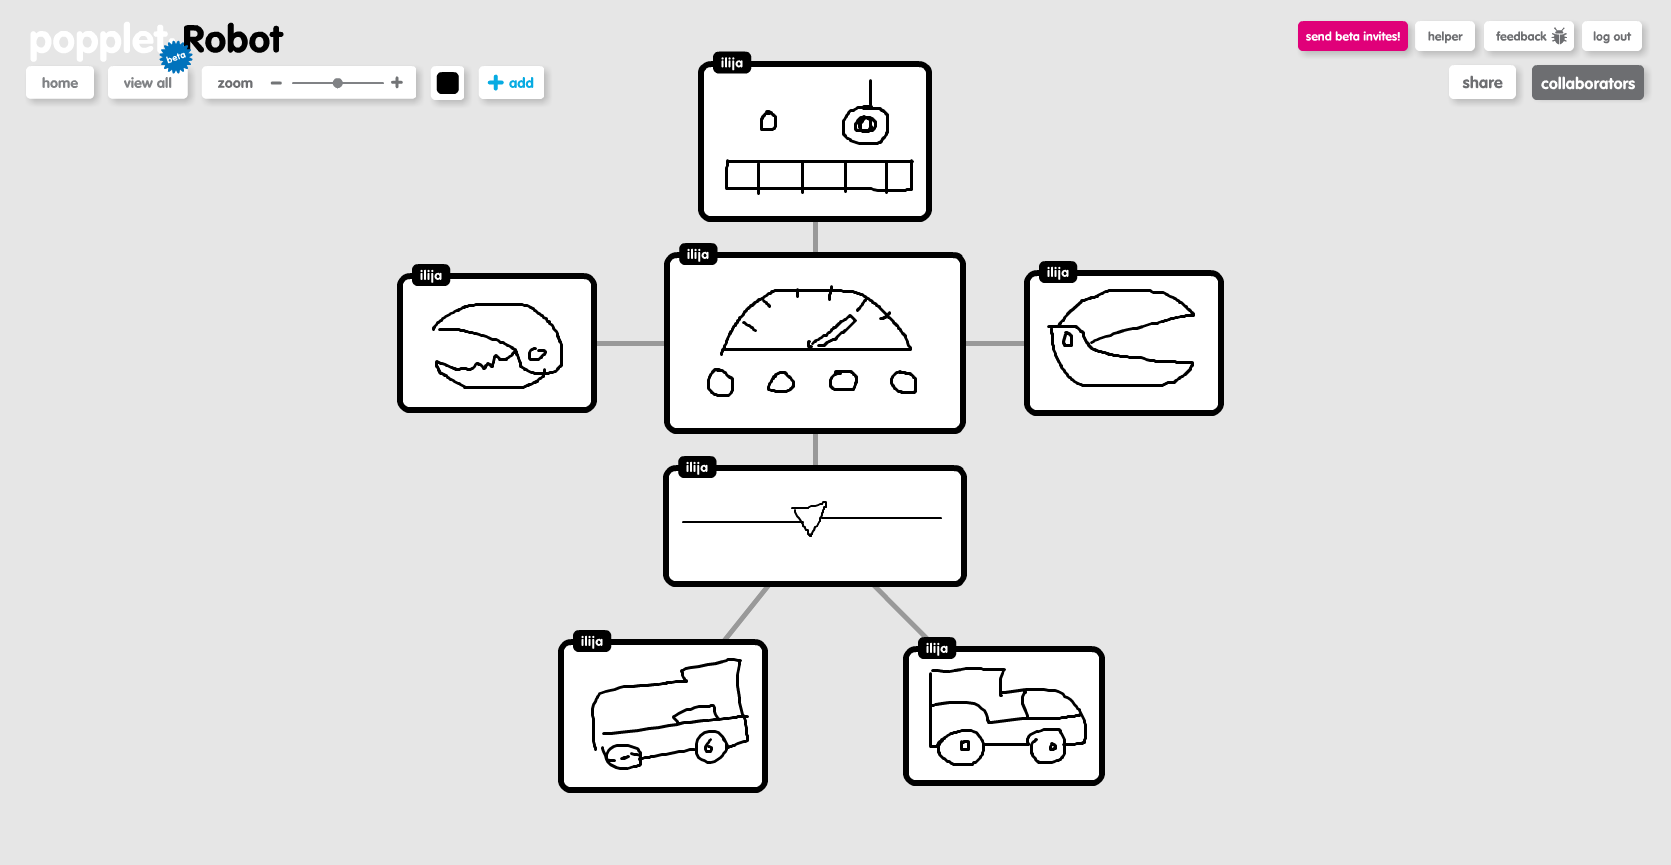 popplet Robot
beta
send beta invites!
helper
feedback
log out
home
view all
zoom
add
share
collaborators
ilija
ilija
ilija
ilija
ilija
ilija
6
ilija